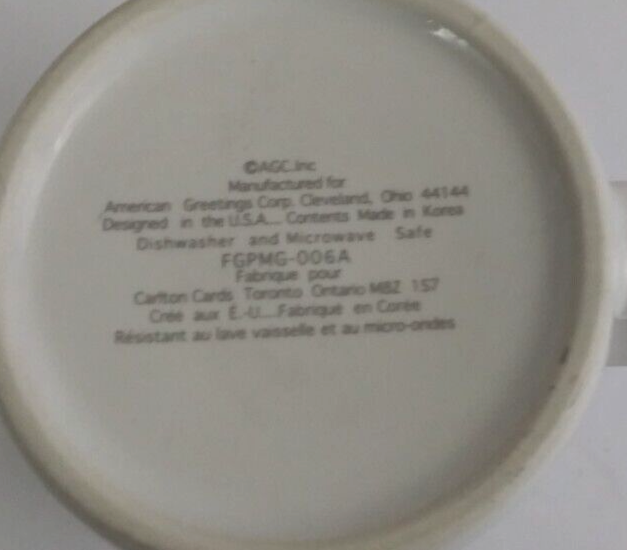 ©AGC.Inc
Manufactured for
American Greetings Corp. Cleveland, Ohio 44144
Designed in the U.S.A... Contents Made in Korea
Dishwasher and Microwave Safe
FGPMG-006A
Fabrique pour
Carlton Cards Toronto Ontario M8Z 1S7
Créé aux É.-U....Fabriqué en Corée
Résistant au lave vaisselle et au micro-ondes